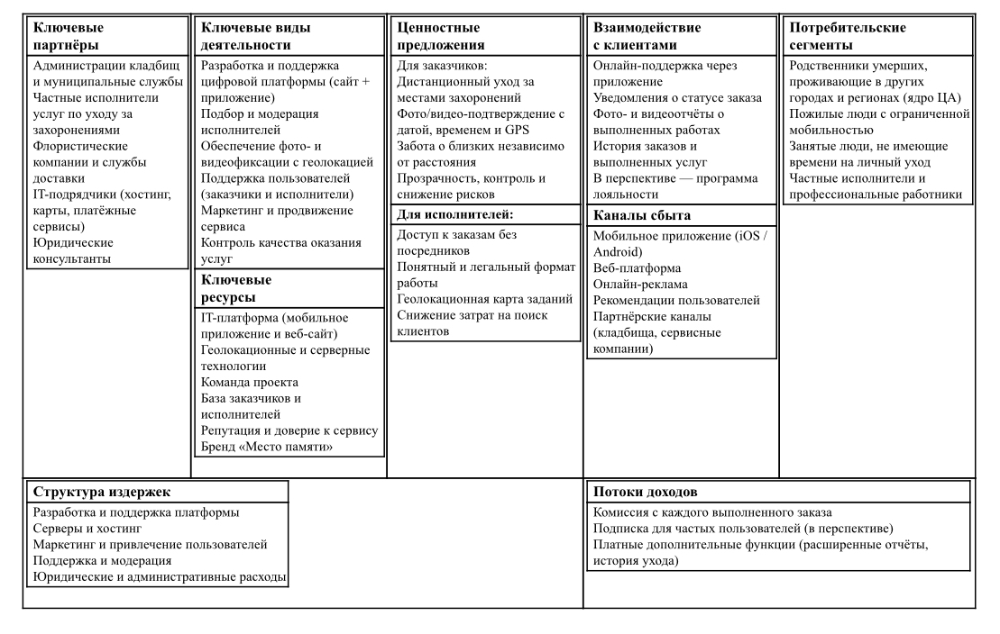 Ключевые
партнёры
Администрации кладбищ
и муниципальные службы
Частные исполнители
услуг по уходу за
захоронениями
Флористические
компании и службы
доставки
IT-подрядчики (хостинг,
карты, платёжные
сервисы)
Юридические
консультанты
Ключевые виды
деятельности
Разработка и поддержка
цифровой платформы (сайт +
приложение)
Подбор и модерация
исполнителей
Обеспечение фото- и
видеофиксации с геолокацией
Поддержка пользователей
(заказчики и исполнители)
Маркетинг и продвижение
сервиса
Контроль качества оказания
услуг
Ключевые
ресурсы
IT-платформа (мобильное
приложение и веб-сайт)
Геолокационные и серверные
технологии
Команда проекта
База заказчиков и
исполнителей
Репутация и доверие к сервису
Бренд «Место памяти»
Ценностные
предложения
Для заказчиков:
Дистанционный уход за
местами захоронений
Фото/видео-подтверждение с
датой, временем и GPS
Забота о близких независимо
от расстояния
Прозрачность, контроль и
снижение рисков
Для исполнителей:
Доступ к заказам без
посредников
Понятный и легальный формат
работы
Геолокационная карта заданий
Снижение затрат на поиск
клиентов
Взаимодействие
с клиентами
Онлайн-поддержка через
приложение
Уведомления о статусе заказа
Фото- и видеоотчёты о
выполненных работах
История заказов и
выполненных услуг
В перспективе — программа
лояльности
Каналы сбыта
Мобильное приложение (iOS /
Android)
Веб-платформа
Онлайн-реклама
Рекомендации пользователей
Партнёрские каналы
(кладбища, сервисные
компании)
Потребительские
сегменты
Родственники умерших,
проживающие в других
городах и регионах (ядро ЦА)
Пожилые люди с ограниченной
мобильностью
Занятые люди, не имеющие
времени на личный уход
Частные исполнители и
профессиональные работники
Структура издержек
Разработка и поддержка платформы
Серверы и хостинг
Маркетинг и привлечение пользователей
Поддержка и модерация
Юридические и административные расходы
Потоки доходов
Комиссия с каждого выполненного заказа
Подписка для частых пользователей (в перспективе)
Платные дополнительные функции (расширенные отчёты,
история ухода)